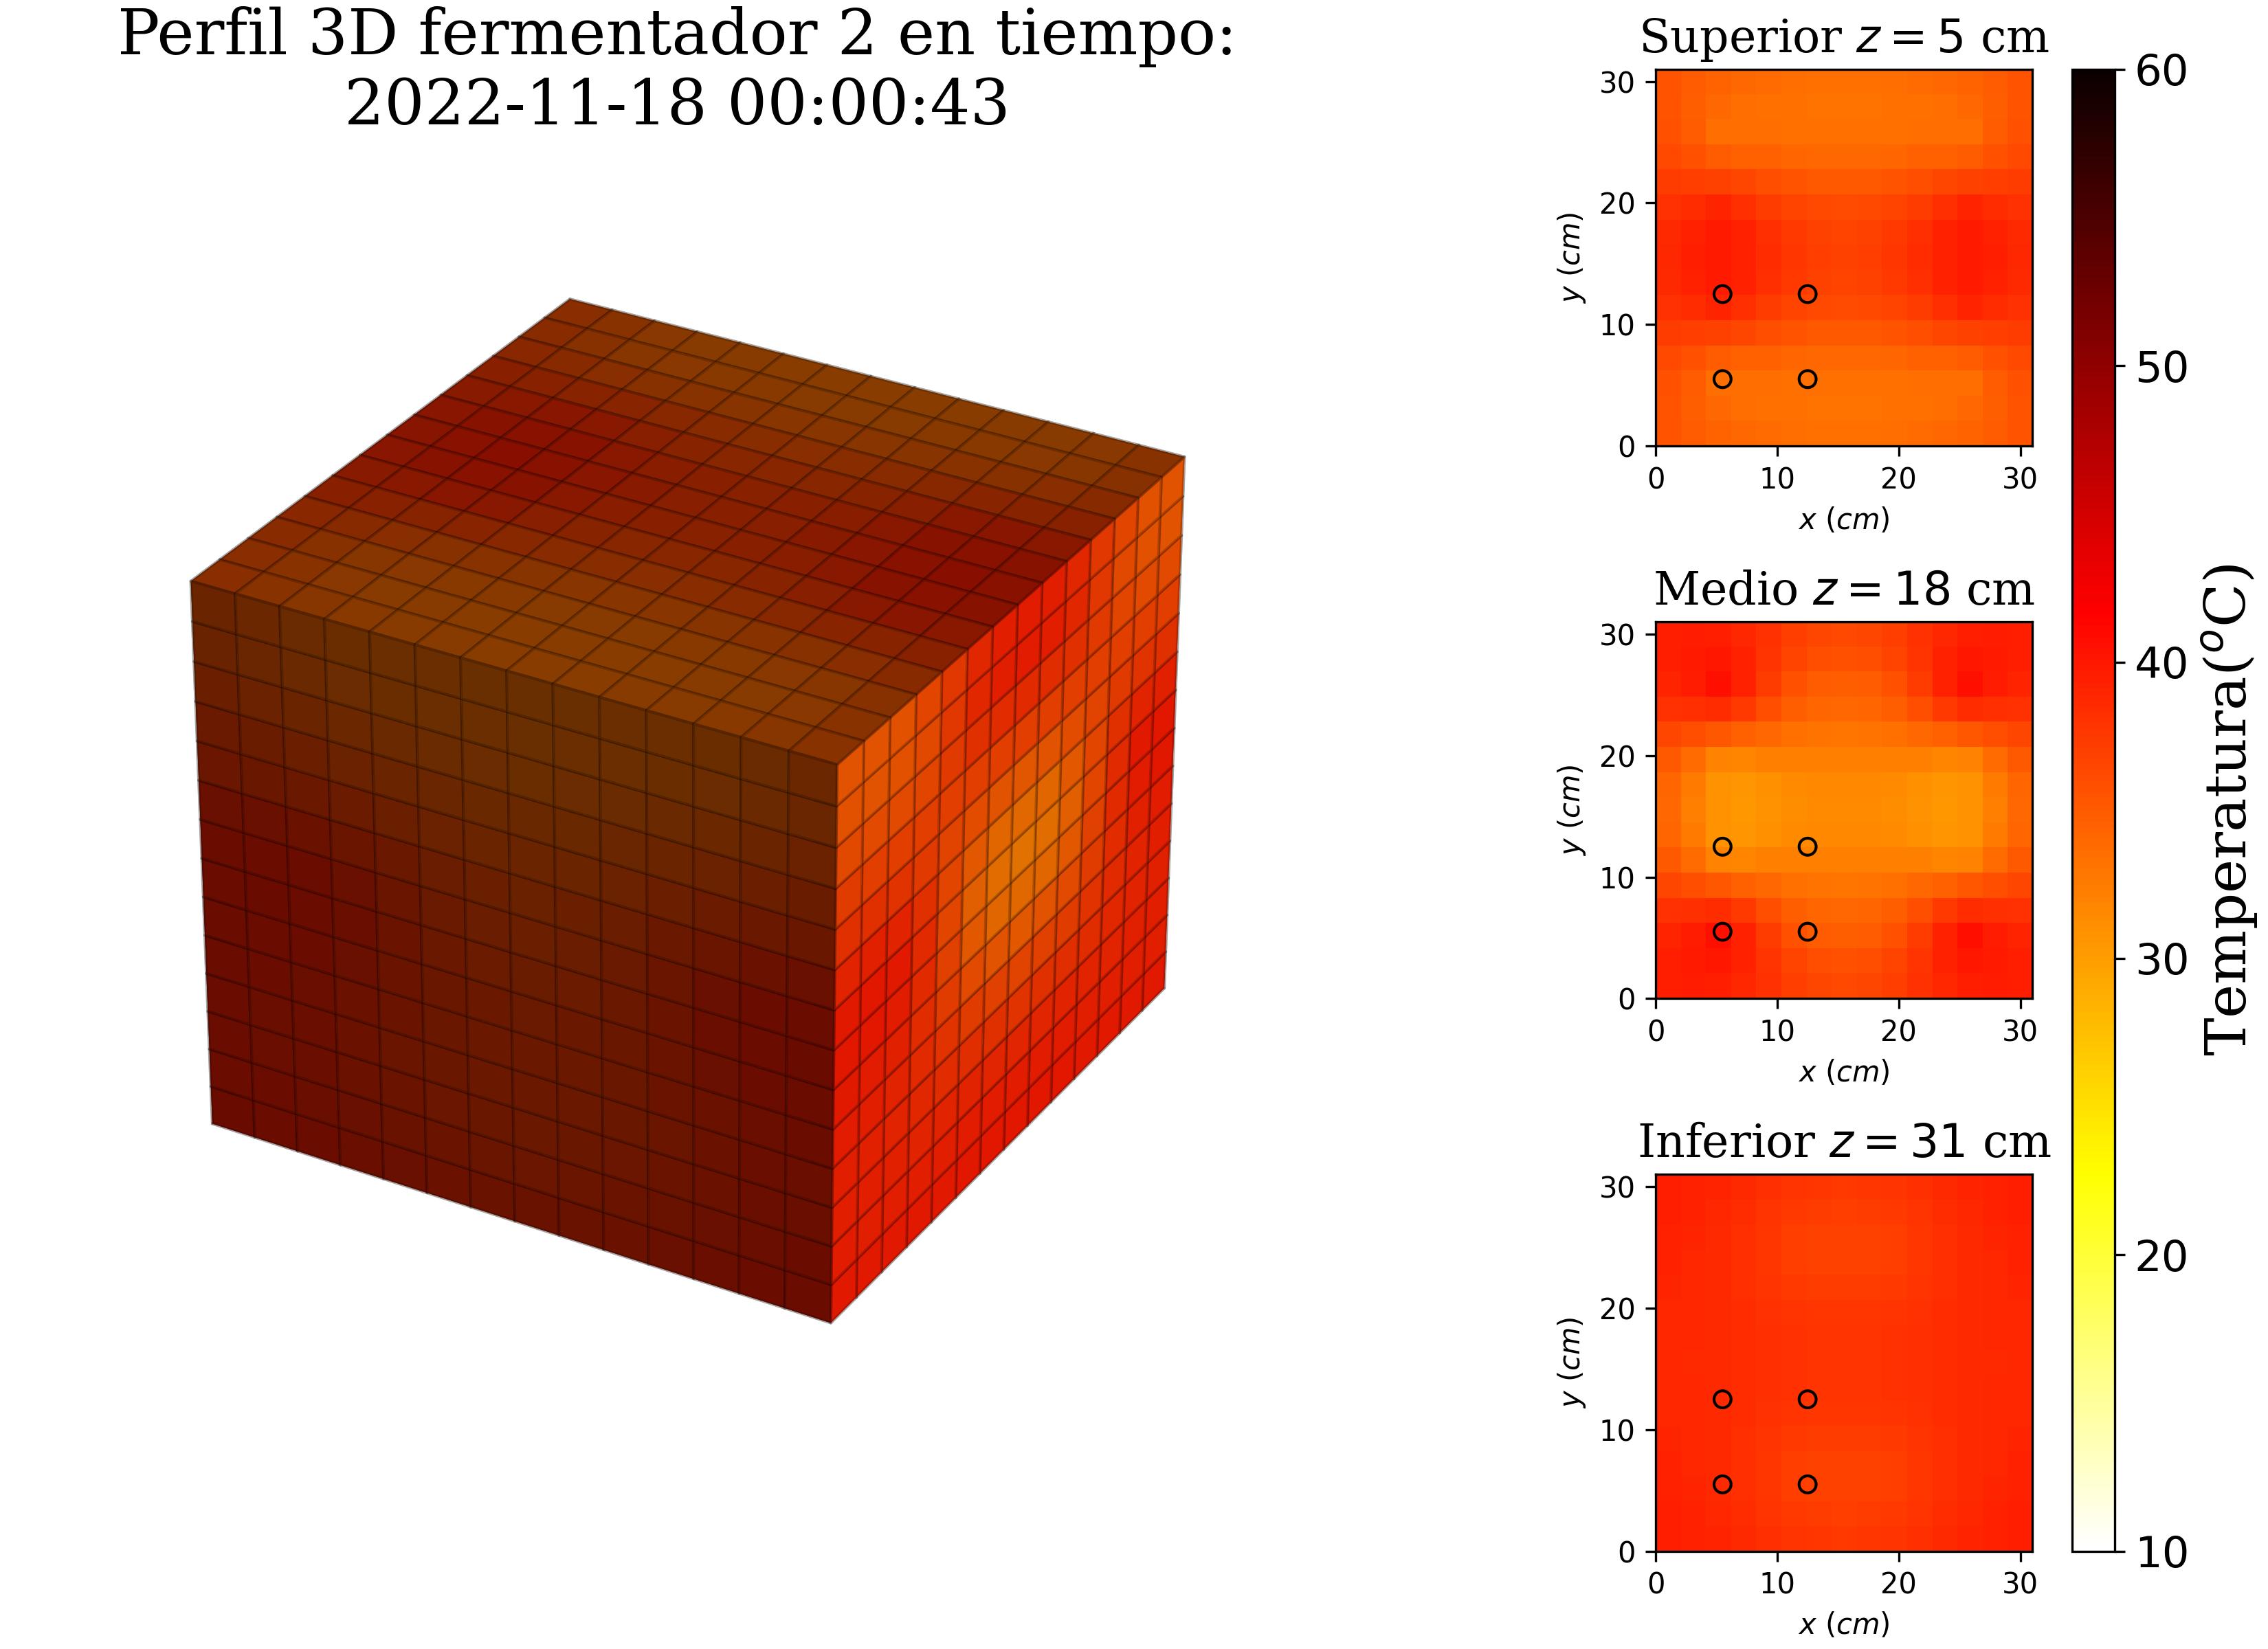 Perfil 3D fermentador 2 en tiempo:
2022-11-18 00:00:43
Superior z = 5 cm
30
20
10
0
y (cm)
0 10 20 30
x (cm)
Medio z = 18 cm
30
20
10
0
y (cm)
0 10 20 30
x (cm)
Inferior z = 31 cm
30
20
10
0
y (cm)
0 10 20 30
x (cm)
60
50
40
30
20
10
Temperatura(°C)